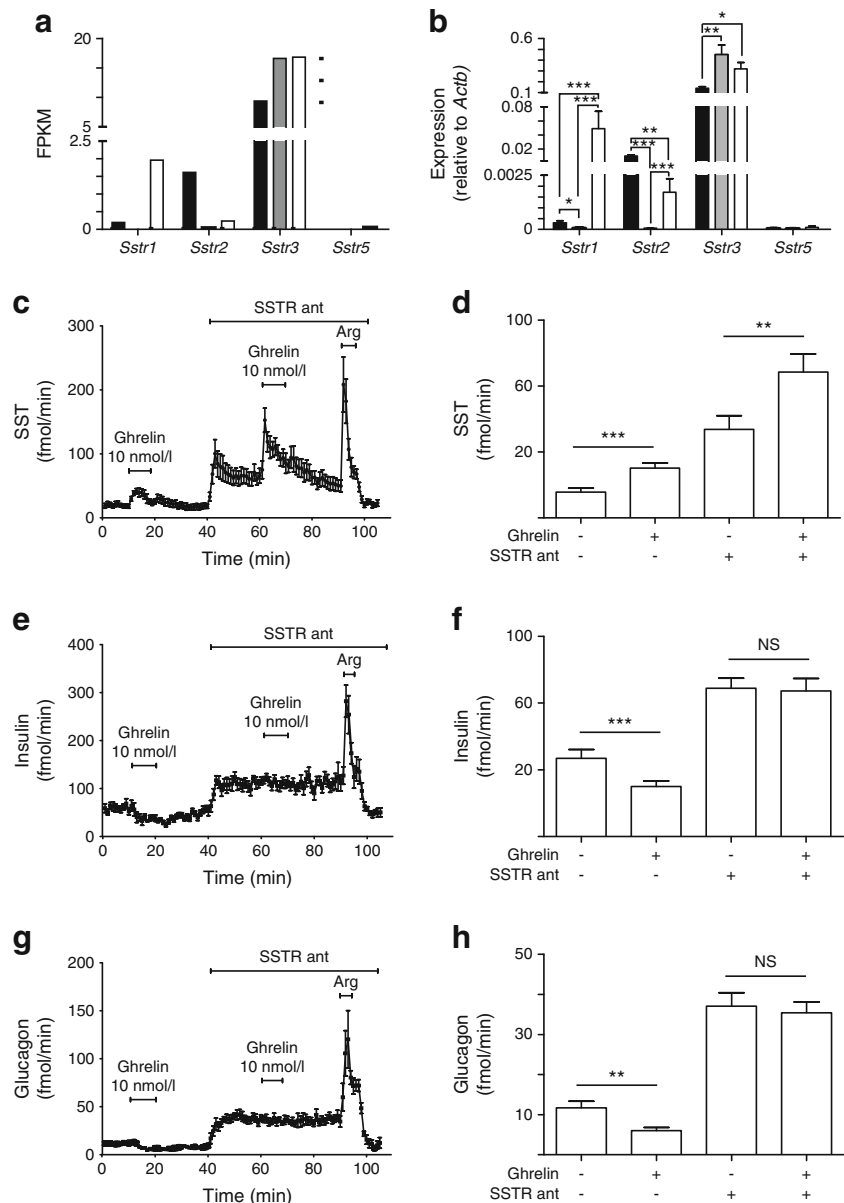 a
20
5
2.5
0
FPKM
Sstr1 Sstr2 Sstr3 Sstr5
b
0.6
0.1
0.08
0.02
0.0025
0
Expression
(relative to Actb)
*
***
***
***
**
***
**
*
Sstr1 Sstr2 Sstr3 Sstr5
c
SSTR ant
Arg
Ghrelin
10 nmol/l
Ghrelin
10 nmol/l
300
200
100
0
SST
(fmol/min)
0 20 40 60 80 100
Time (min)
d
100
60
20
SST
(fmol/min)
***
**
Ghrelin - + - +
SSTR ant - - + +
e
SSTR ant
Arg
Ghrelin
10 nmol/l
Ghrelin
10 nmol/l
400
300
200
100
0
Insulin
(fmol/min)
0 20 40 60 80 100
Time (min)
f
100
60
20
Insulin
(fmol/min)
***
NS
Ghrelin - + - +
SSTR ant - - + +
g
SSTR ant
Arg
Ghrelin
10 nmol/l
Ghrelin
10 nmol/l
200
150
100
50
0
Glucagon
(fmol/min)
0 20 40 60 80 100
Time (min)
h
50
30
10
Glucagon
(fmol/min)
**
NS
Ghrelin - + - +
SSTR ant - - + +